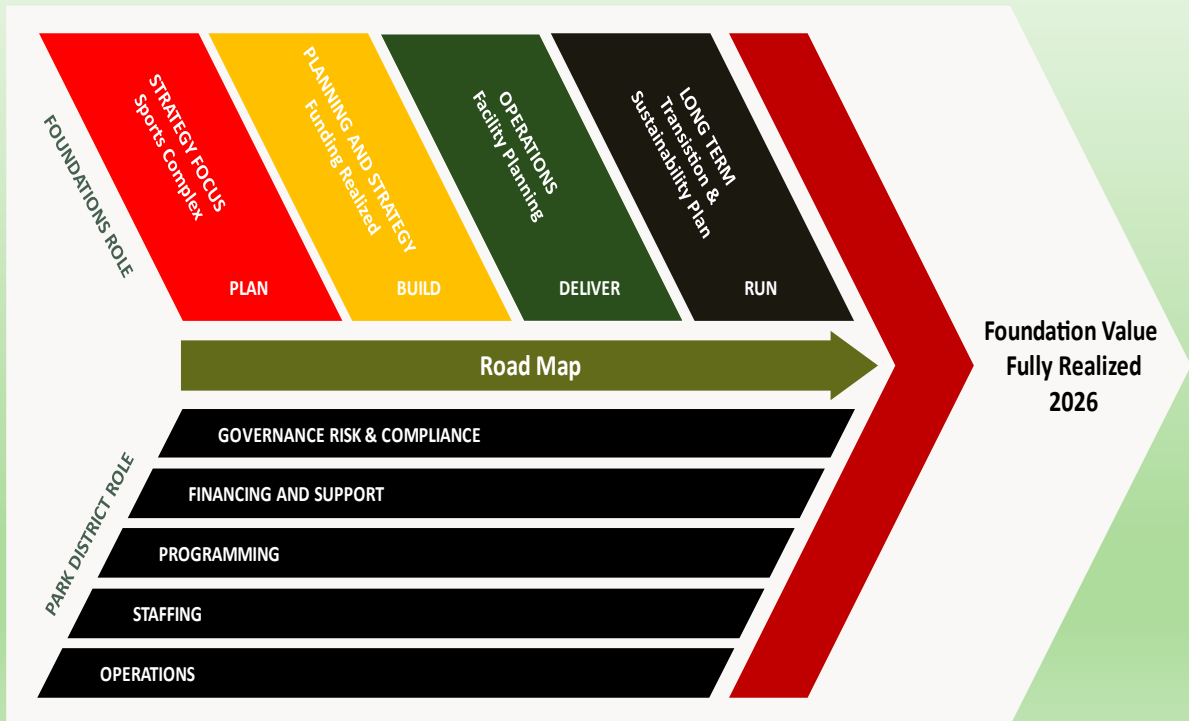 FOUNDATIONS ROLE
STRATEGY FOCUS
Sports Complex
PLAN
PLANNING AND STRATEGY
Funding Realized
BUILD
OPERATIONS
Facility Planning
DELIVER
LONG TERM
Transistion &
Sustainability Plan
RUN
Road Map
Foundation Value
Fully Realized
2026
PARK DISTRICT ROLE
GOVERNANCE RISK & COMPLIANCE
FINANCING AND SUPPORT
PROGRAMMING
STAFFING
OPERATIONS